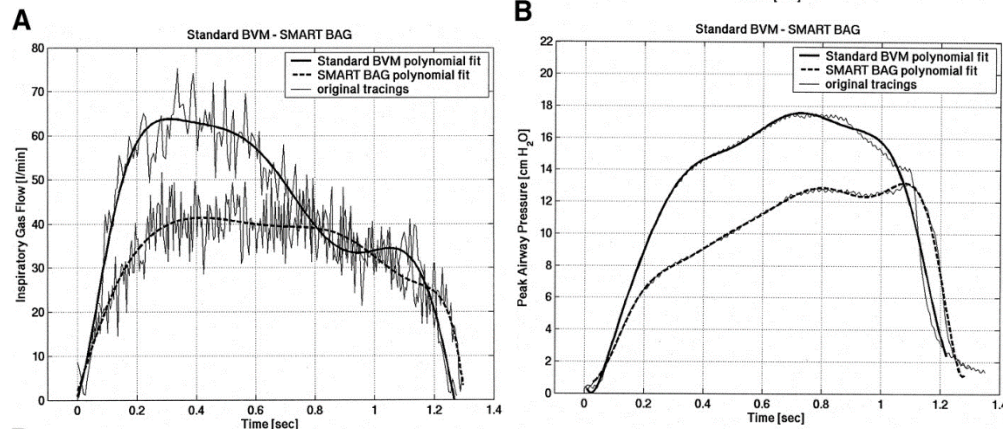 A
Standard BVM - SMART BAG
80
70
60
50
40
30
20
10
0
Inspiratory Gas Flow [l/min]
Standard BVM polynomial fit
SMART BAG polynomial fit
original tracings
0
0.2
0.4
0.6
0.8
1
1.2
1.4
Time [sec]
B
Standard BVM - SMART BAG
22
20
18
16
14
12
10
8
6
4
2
0
Peak Airway Pressure [cm H₂O]
Standard BVM polynomial fit
SMART BAG polynomial fit
original tracings
0
0.2
0.4
0.6
0.8
1
1.2
1.4
Time [sec]